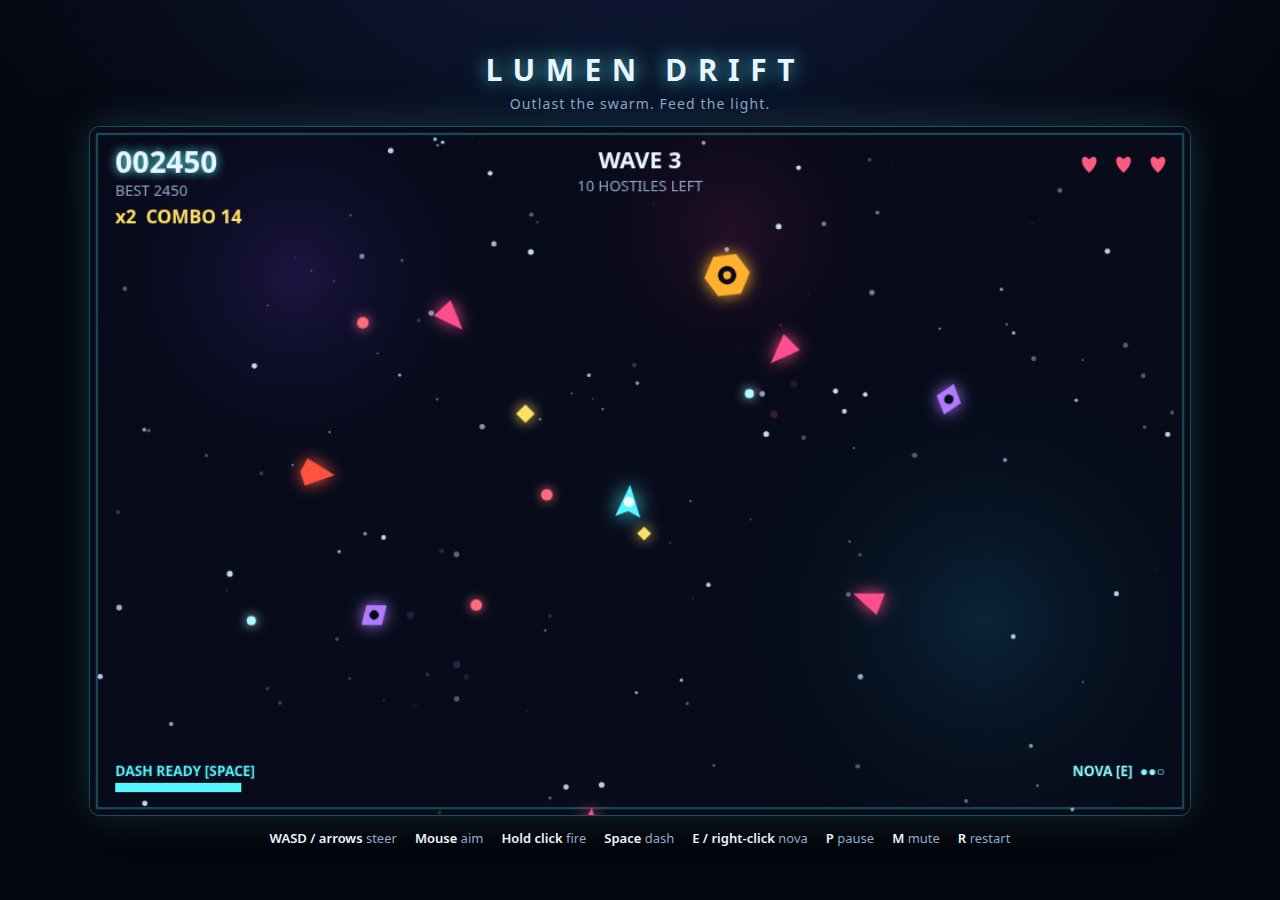 LUMEN DRIFT
Outlast the swarm. Feed the light.
002450
BEST 2450
x2 COMBO 14
WAVE 3
10 HOSTILES LEFT
DASH READY [SPACE]
NOVA [E]
WASD / arrows steer Mouse aim Hold click fire Space dash E / right-click nova P pause M mute R restart